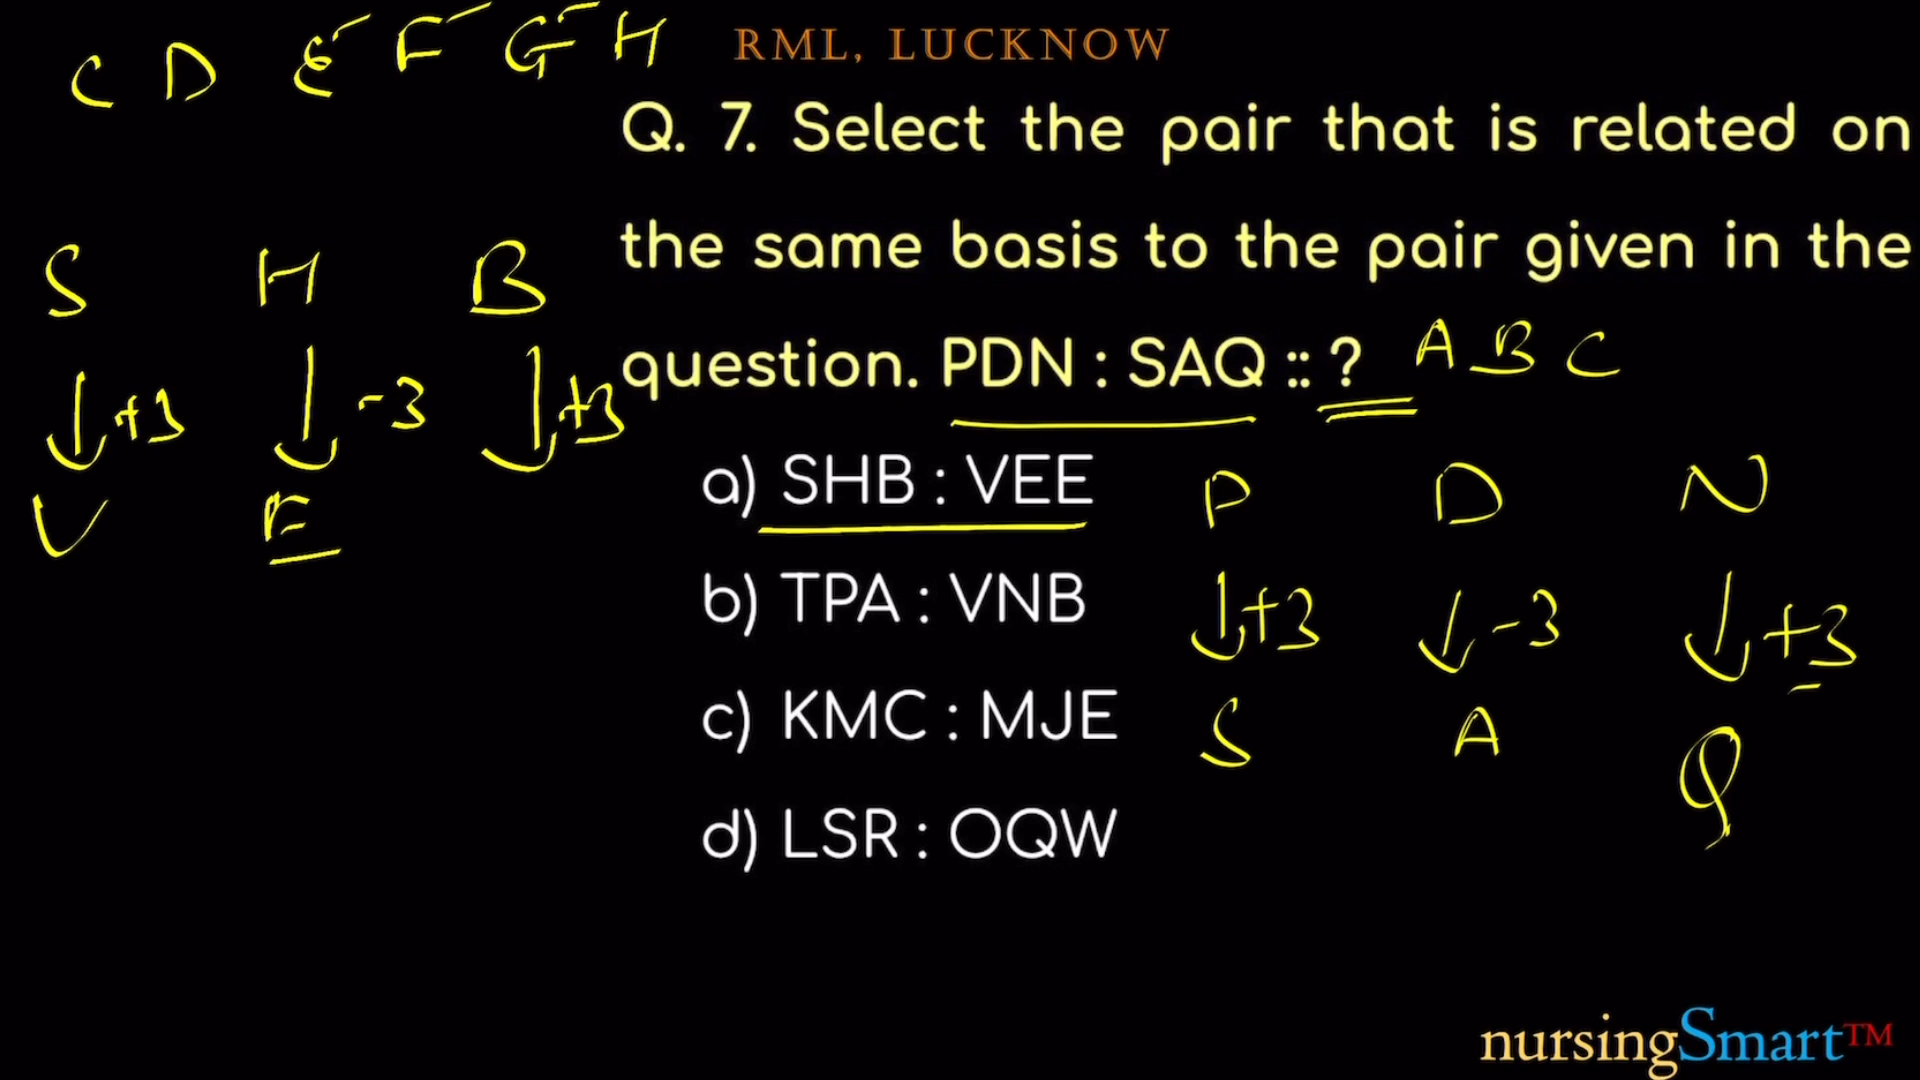 C D E F G H
RML, LUCKNOW
Q. 7. Select the pair that is related on
the same basis to the pair given in the
question. PDN : SAQ :: ?
A B C
S H B
+3 -3 +3
V E
a) SHB : VEE
b) TPA : VNB
c) KMC : MJE
d) LSR : OQW
P D N
+3 -3 +3
S A Q
nursingSmart™